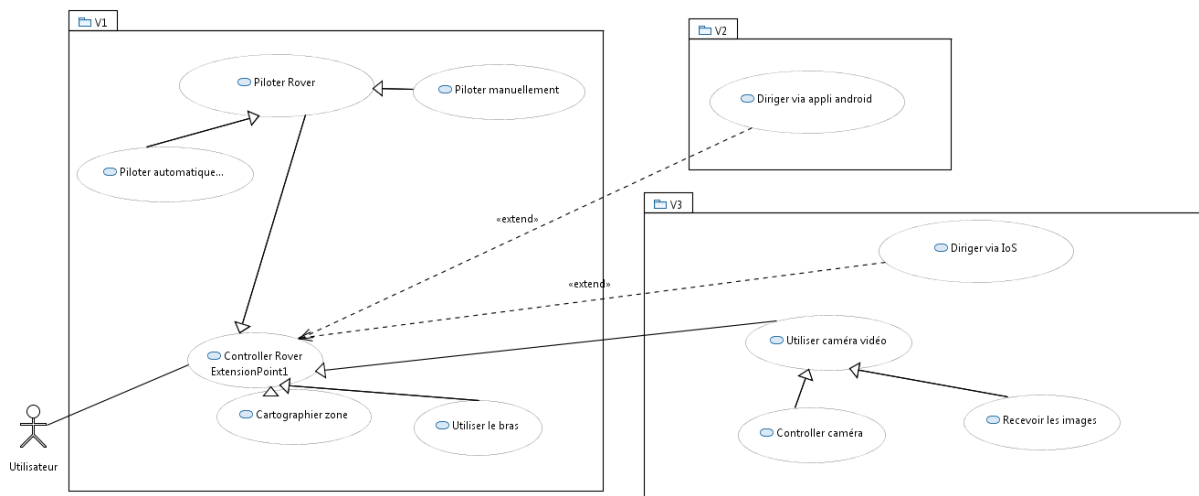 V1
V2
Piloter Rover
Piloter manuellement
Diriger via appli android
Piloter automatique...
V3
«extend»
Diriger via IoS
«extend»
Utiliser caméra vidéo
Controller Rover
ExtensionPoint1
Cartographier zone
Utiliser le bras
Controller caméra
Recevoir les images
Utilisateur